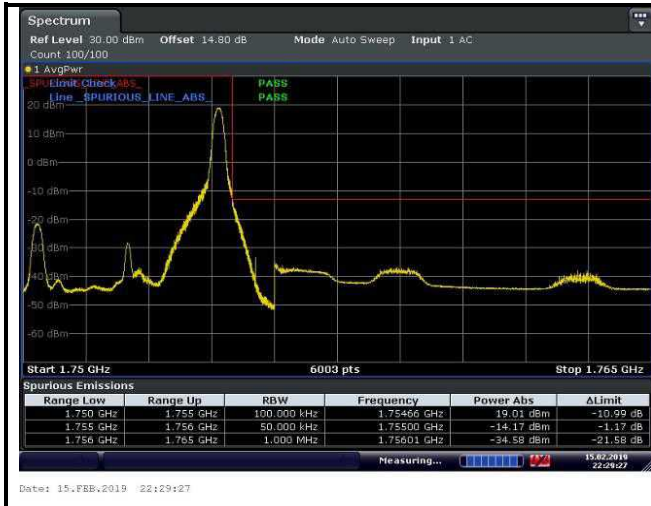 Spectrum
Ref Level 30.00 dBm Offset 14.80 dB Mode Auto Sweep Input 1 AC
Count 100/100
1 AvgPwr
Limit Check PASS
Line _SPURIOUS_LINE_ABS_ PASS
20 dBm
10 dBm
0 dBm
-10 dBm
-20 dBm
-30 dBm
-40 dBm
-50 dBm
-60 dBm
Start 1.75 GHz 6003 pts Stop 1.765 GHz
Spurious Emissions
Range Low Range Up RBW Frequency Power Abs ΔLimit
1.750 GHz 1.755 GHz 100.000 kHz 1.75466 GHz 19.01 dBm -10.99 dB
1.755 GHz 1.756 GHz 50.000 kHz 1.75500 GHz -14.17 dBm -1.17 dB
1.756 GHz 1.765 GHz 1.000 MHz 1.75601 GHz -34.58 dBm -21.58 dB
Measuring... 15.02.2019
22:29:27
Date: 15.FEB.2019 22:29:27